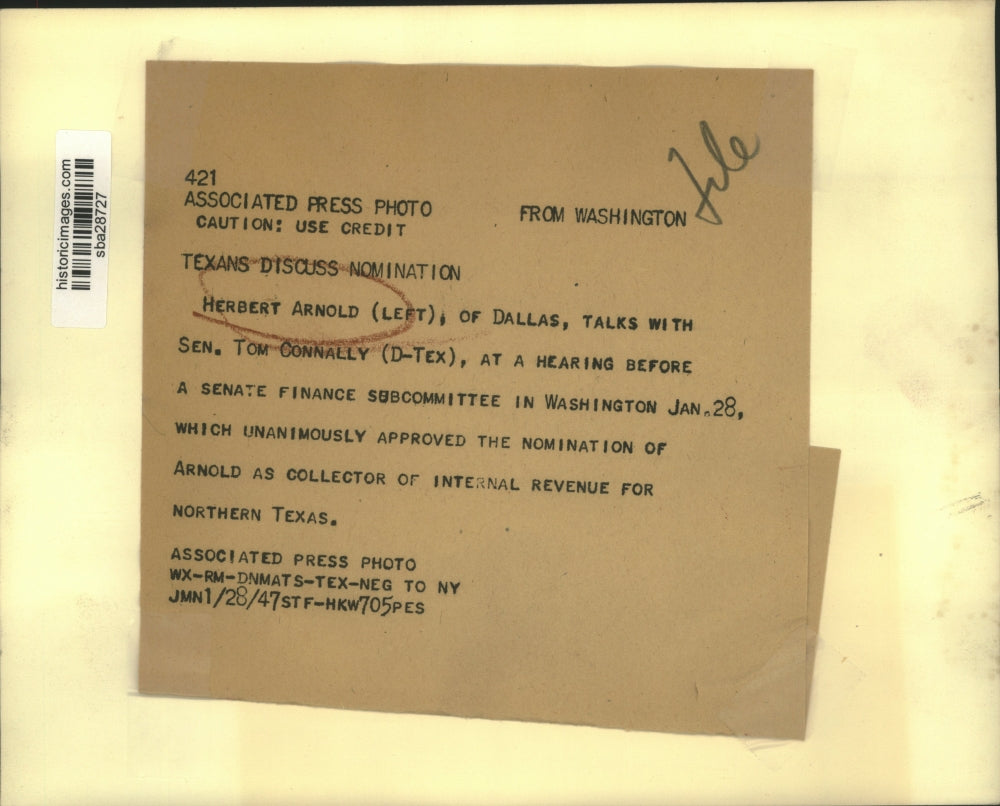 historicimages.com
sba28727
File
421
ASSOCIATED PRESS PHOTO FROM WASHINGTON
CAUTION: USE CREDIT
TEXANS DISCUSS NOMINATION
HERBERT ARNOLD (LEFT), OF DALLAS, TALKS WITH
SEN. TOM CONNALLY (D-TEX), AT A HEARING BEFORE
A SENATE FINANCE SUBCOMMITTEE IN WASHINGTON JAN.28,
WHICH UNANIMOUSLY APPROVED THE NOMINATION OF
ARNOLD AS COLLECTOR OF INTERNAL REVENUE FOR
NORTHERN TEXAS.
ASSOCIATED PRESS PHOTO
WX-RM-DNMATS-TEX-NEG TO NY
JMN1/28/47STF-HKW705PES